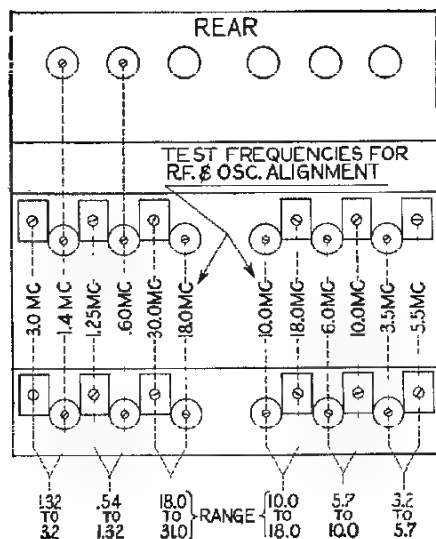 REAR
TEST FREQUENCIES FOR
R.F. & OSC. ALIGNMENT
3.0 MC
1.4 MC
1.25MC
.60MC
30.0MC
18.0MC
10.0MC
18.0MC
6.0MC
10.0MC
3.5MC
5.5MC
1.32
TO
3.2
.54
TO
1.32
18.0
TO
31.0
RANGE
10.0
TO
18.0
5.7
TO
10.0
3.2
TO
5.7